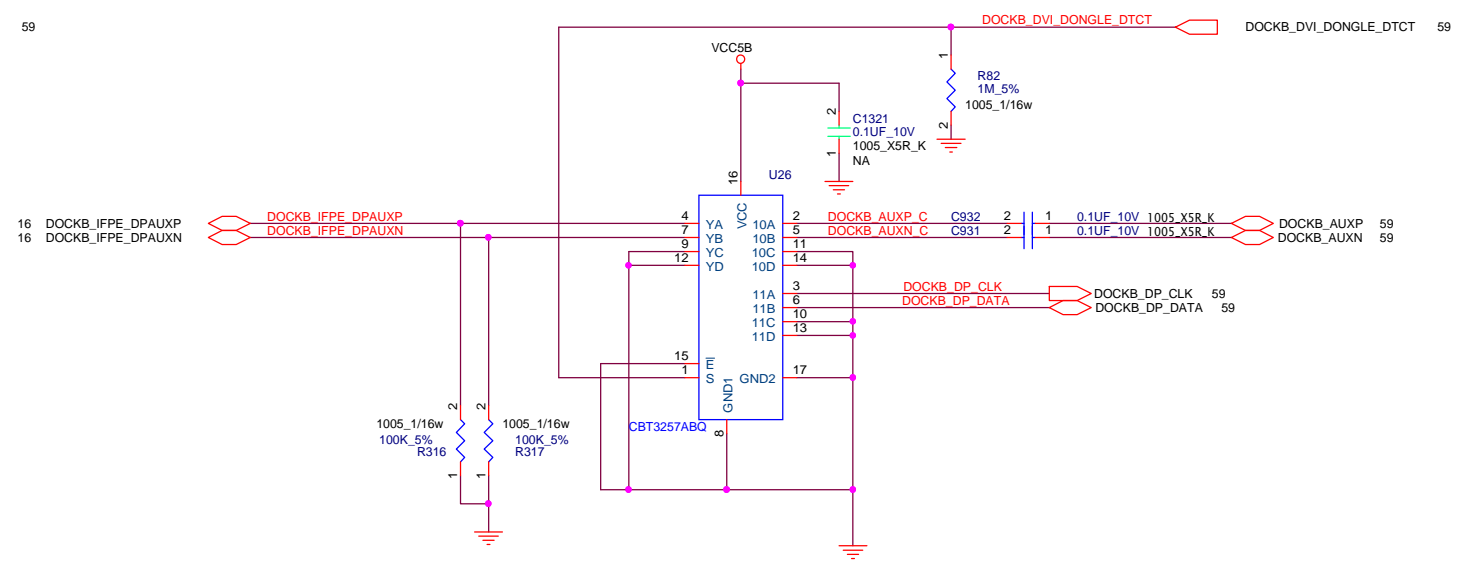 59
DOCKB_DVI_DONGLE_DTCT
DOCKB_DVI_DONGLE_DTCT 59
VCC5B
1
R82
1M_5%
1005_1/16w
2
2
C1321
0.1UF_10V
1005_X5R_K
NA
1
16
U26
VCC
16 DOCKB_IFPE_DPAUXP
DOCKB_IFPE_DPAUXP
4
YA
10A
2
DOCKB_AUXP_C
C932
2
1
0.1UF_10V
1005_X5R_K
DOCKB_AUXP 59
16 DOCKB_IFPE_DPAUXN
DOCKB_IFPE_DPAUXN
7
YB
10B
5
DOCKB_AUXN_C
C931
2
1
0.1UF_10V
1005_X5R_K
DOCKB_AUXN 59
9
YC
10C
11
12
YD
10D
14
11A
3
DOCKB_DP_CLK
DOCKB_DP_CLK 59
11B
6
DOCKB_DP_DATA
DOCKB_DP_DATA 59
11C
10
11D
13
15
E
1
S
GND2
17
GND1
8
CBT3257ABQ
2
1005_1/16w
100K_5%
R316
1
2
1005_1/16w
100K_5%
R317
1